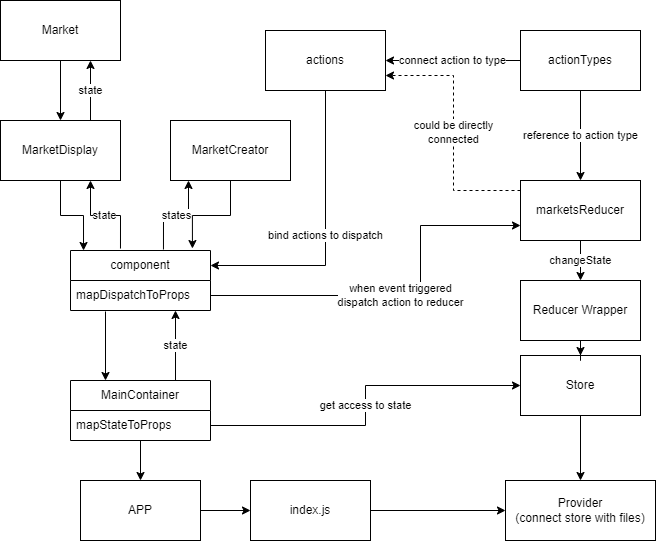 Market
actions
connect action to type
actionTypes
state
could be directly
connected
reference to action type
MarketDisplay
MarketCreator
marketsReducer
state
states
bind actions to dispatch
changeState
component
mapDispatchToProps
when event triggered
dispatch action to reducer
Reducer Wrapper
state
MainContainer
mapStateToProps
get access to state
Store
APP
index.js
Provider
(connect store with files)